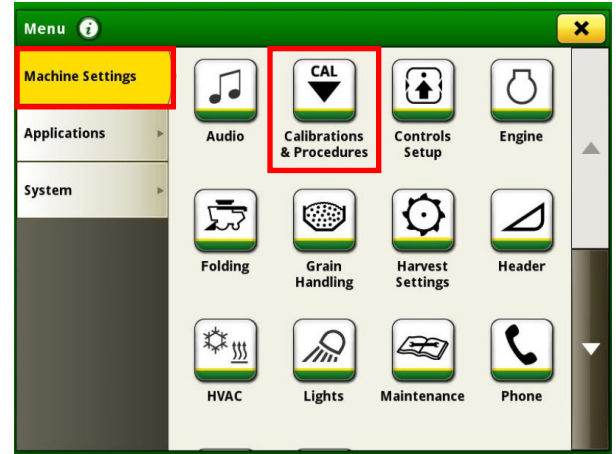 Menu i
Machine Settings
Applications
System
CAL
Audio
Calibrations
& Procedures
Controls
Setup
Engine
Folding
Grain
Handling
Harvest
Settings
Header
HVAC
Lights
Maintenance
Phone